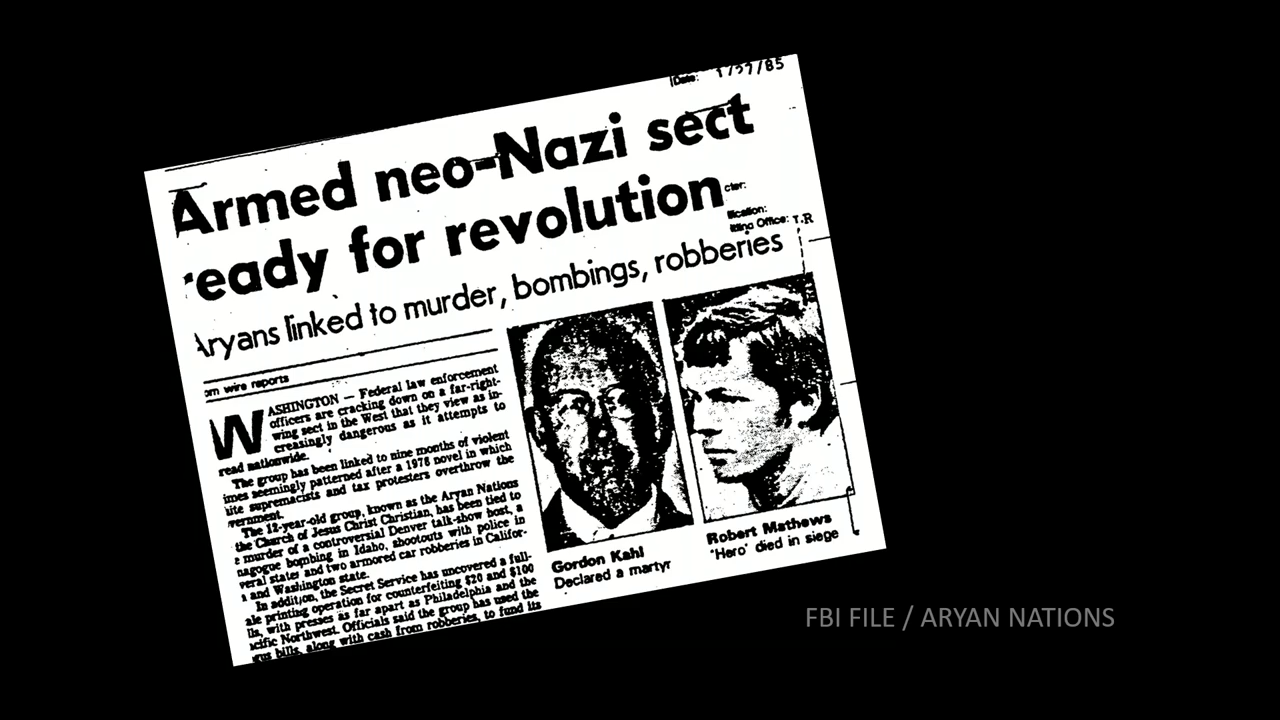 Date: 1/27/85
Armed neo-Nazi sect
ready for revolution
cter:
ification:
itting Office: T.R
Aryans linked to murder, bombings, robberies
om wire reports
WASHINGTON — Federal law enforcement
officers are cracking down on a far-right-
wing sect in the West that they view as in-
creasingly dangerous as it attempts to
read nationwide.
The group has been linked to nine months of violent
imes seemingly patterned after a 1978 novel in which
hite supremacists and tax protesters overthrow the
vernment.
The 12-year-old group, known as the Aryan Nations
the Church of Jesus Christ Christian, has been tied to
e murder of a controversial Denver talk-show host, a
nagogue bombing in Idaho, shootouts with police in
veral states and two armored car robberies in Califor-
a and Washington state.
In addition, the Secret Service has uncovered a full-
ale printing operation for counterfeiting $20 and $100
lls, with presses as far apart as Philadelphia and the
acific Northwest. Officials said the group has used the
gus bills, along with cash from robberies, to fund its
Gordon Kahl
Declared a martyr
Robert Mathews
'Hero' died in siege
FBI FILE / ARYAN NATIONS